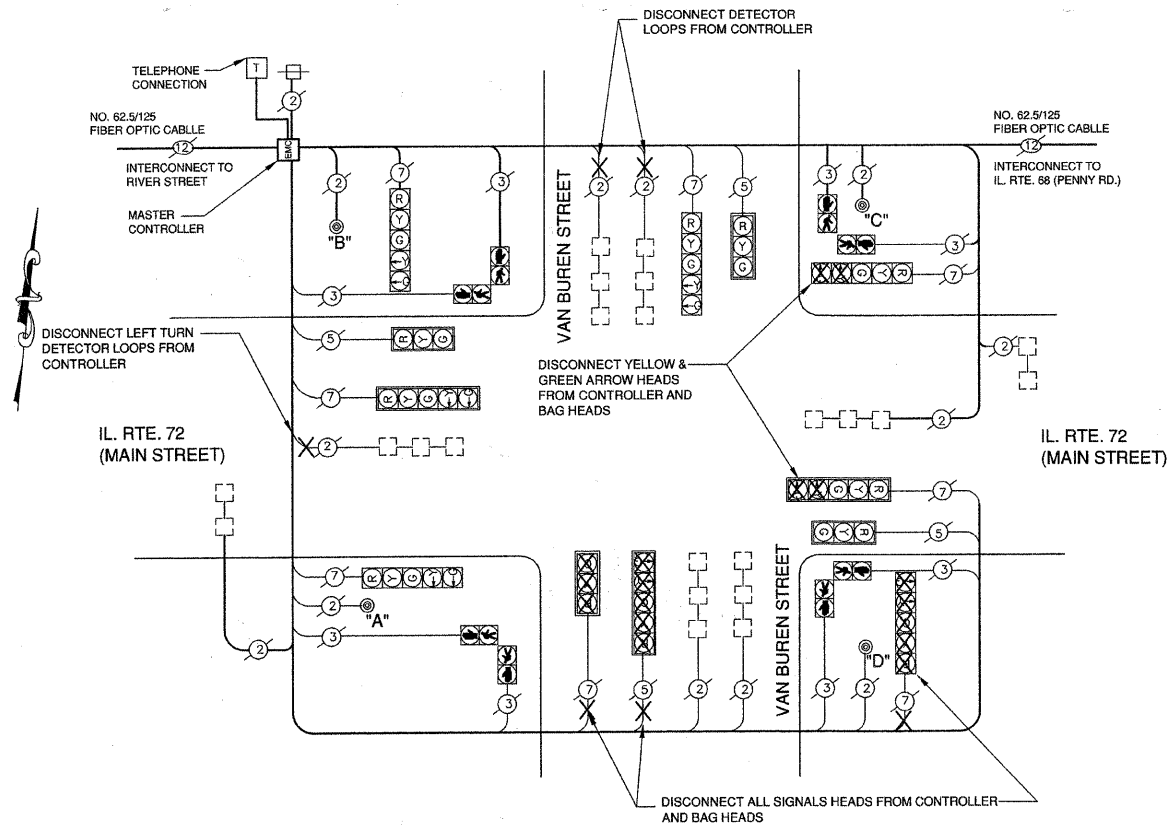 DISCONNECT DETECTOR
LOOPS FROM CONTROLLER
TELEPHONE
CONNECTION
T
2
NO. 62.5/125
FIBER OPTIC CABLLE
12
INTERCONNECT TO
RIVER STREET
EMC
MASTER
CONTROLLER
NO. 62.5/125
FIBER OPTIC CABLLE
12
INTERCONNECT TO
IL. RTE. 68 (PENNY RD.)
2
"B"
7
R
Y
G
Y
G
3
3
VAN BUREN STREET
2
2
7
R
Y
G
Y
G
5
R
Y
G
3
2
"C"
3
G Y R
7
DISCONNECT LEFT TURN
DETECTOR LOOPS FROM
CONTROLLER
5
R Y G
7
R Y G Y G
2
DISCONNECT YELLOW &
GREEN ARROW HEADS
FROM CONTROLLER AND
BAG HEADS
2
2
IL. RTE. 72
(MAIN STREET)
IL. RTE. 72
(MAIN STREET)
G Y R
7
G Y R
5
7
R Y G Y G
2
"A"
3
3
2
7
5
2
2
VAN BUREN STREET
3
3
2
"D"
7
DISCONNECT ALL SIGNALS HEADS FROM CONTROLLER
AND BAG HEADS